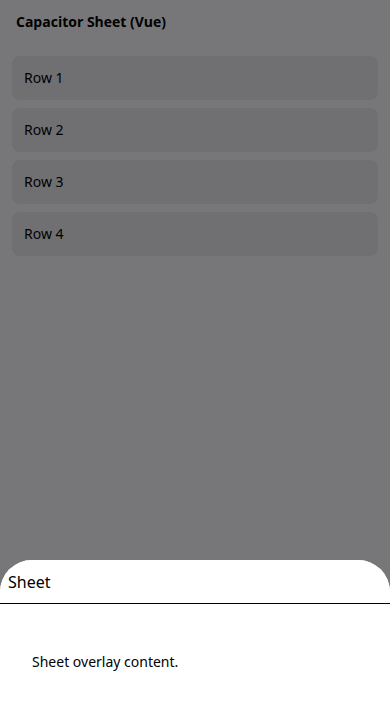 Capacitor Sheet (Vue)
Row 1
Row 2
Row 3
Row 4
Sheet
Sheet overlay content.